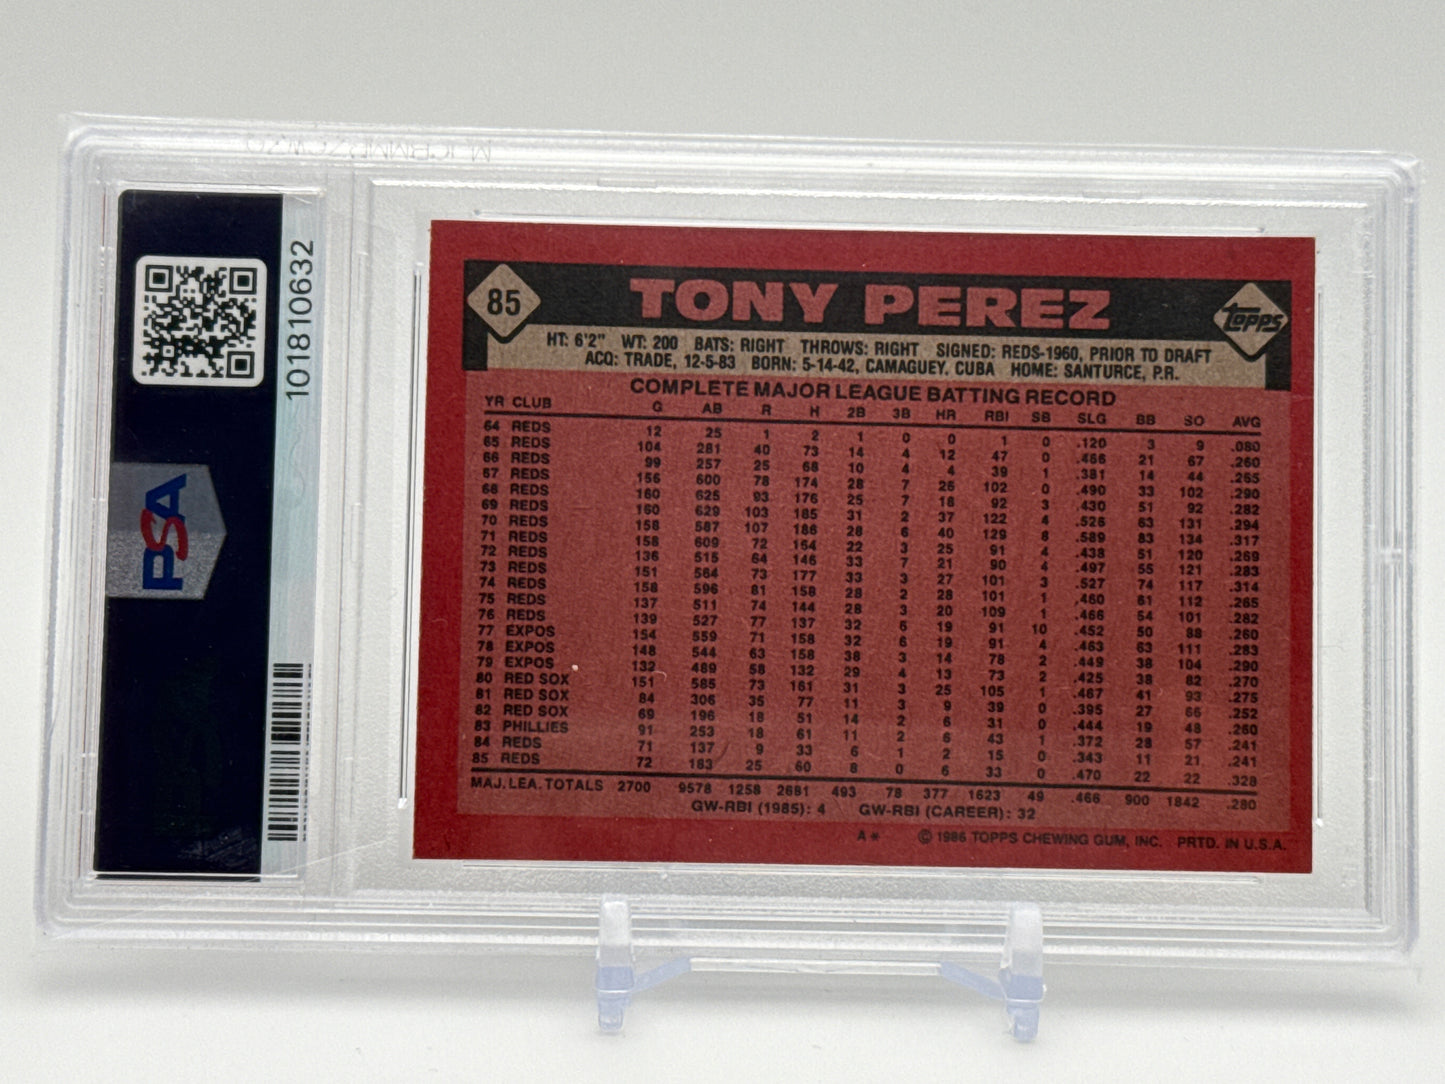 101810632
PSA
85
TONY PEREZ
Topps
HT: 6'2" WT: 200 BATS: RIGHT THROWS: RIGHT SIGNED: REDS-1960, PRIOR TO DRAFT
ACQ: TRADE, 12-5-83 BORN: 5-14-42, CAMAGUEY, CUBA HOME: SANTURCE, P.R.
COMPLETE MAJOR LEAGUE BATTING RECORD
YR CLUB G AB R H 2B 3B HR RBI SB SLG BB SO AVG
64 REDS 12 25 1 2 1 0 0 1 0 .120 3 9 .080
65 REDS 104 281 40 73 14 4 12 47 0 .466 21 67 .260
66 REDS 99 257 25 68 10 4 4 39 1 .381 14 44 .265
67 REDS 156 600 78 174 28 7 26 102 0 .490 33 102 .290
68 REDS 160 625 93 176 25 7 18 92 3 .430 51 92 .282
69 REDS 160 629 103 185 31 2 37 122 4 .526 63 131 .294
70 REDS 158 587 107 186 28 6 40 129 8 .589 83 134 .317
71 REDS 158 609 72 164 22 3 25 91 4 .438 51 120 .269
72 REDS 136 515 64 146 33 7 21 90 4 .497 55 121 .283
73 REDS 151 564 73 177 33 3 27 101 3 .527 74 117 .314
74 REDS 158 596 81 158 28 2 28 101 1 .460 61 112 .265
75 REDS 137 511 74 144 28 3 20 109 1 .466 54 101 .282
76 REDS 139 527 77 137 32 6 19 91 10 .452 50 88 .260
77 EXPOS 154 559 71 158 32 6 19 91 4 .463 63 111 .283
78 EXPOS 148 544 63 158 38 3 14 78 2 .449 38 104 .290
79 EXPOS 132 489 58 132 29 4 13 73 2 .425 38 82 .270
80 RED SOX 151 585 73 161 31 3 25 105 1 .467 41 93 .275
81 RED SOX 84 306 35 77 11 3 9 39 0 .395 27 66 .252
82 RED SOX 69 196 18 51 14 2 6 31 0 .444 19 48 .260
83 PHILLIES 91 253 18 61 11 2 6 43 1 .372 28 57 .241
84 REDS 71 137 9 33 6 1 2 15 0 .343 11 21 .241
85 REDS 72 183 25 60 8 0 6 33 0 .470 22 22 .328
MAJ. LEA. TOTALS 2700 9578 1258 2681 493 78 377 1623 49 .466 900 1842 .280
GW-RBI (1985): 4 GW-RBI (CAREER): 32
A* © 1986 TOPPS CHEWING GUM, INC. PRTD. IN U.S.A.